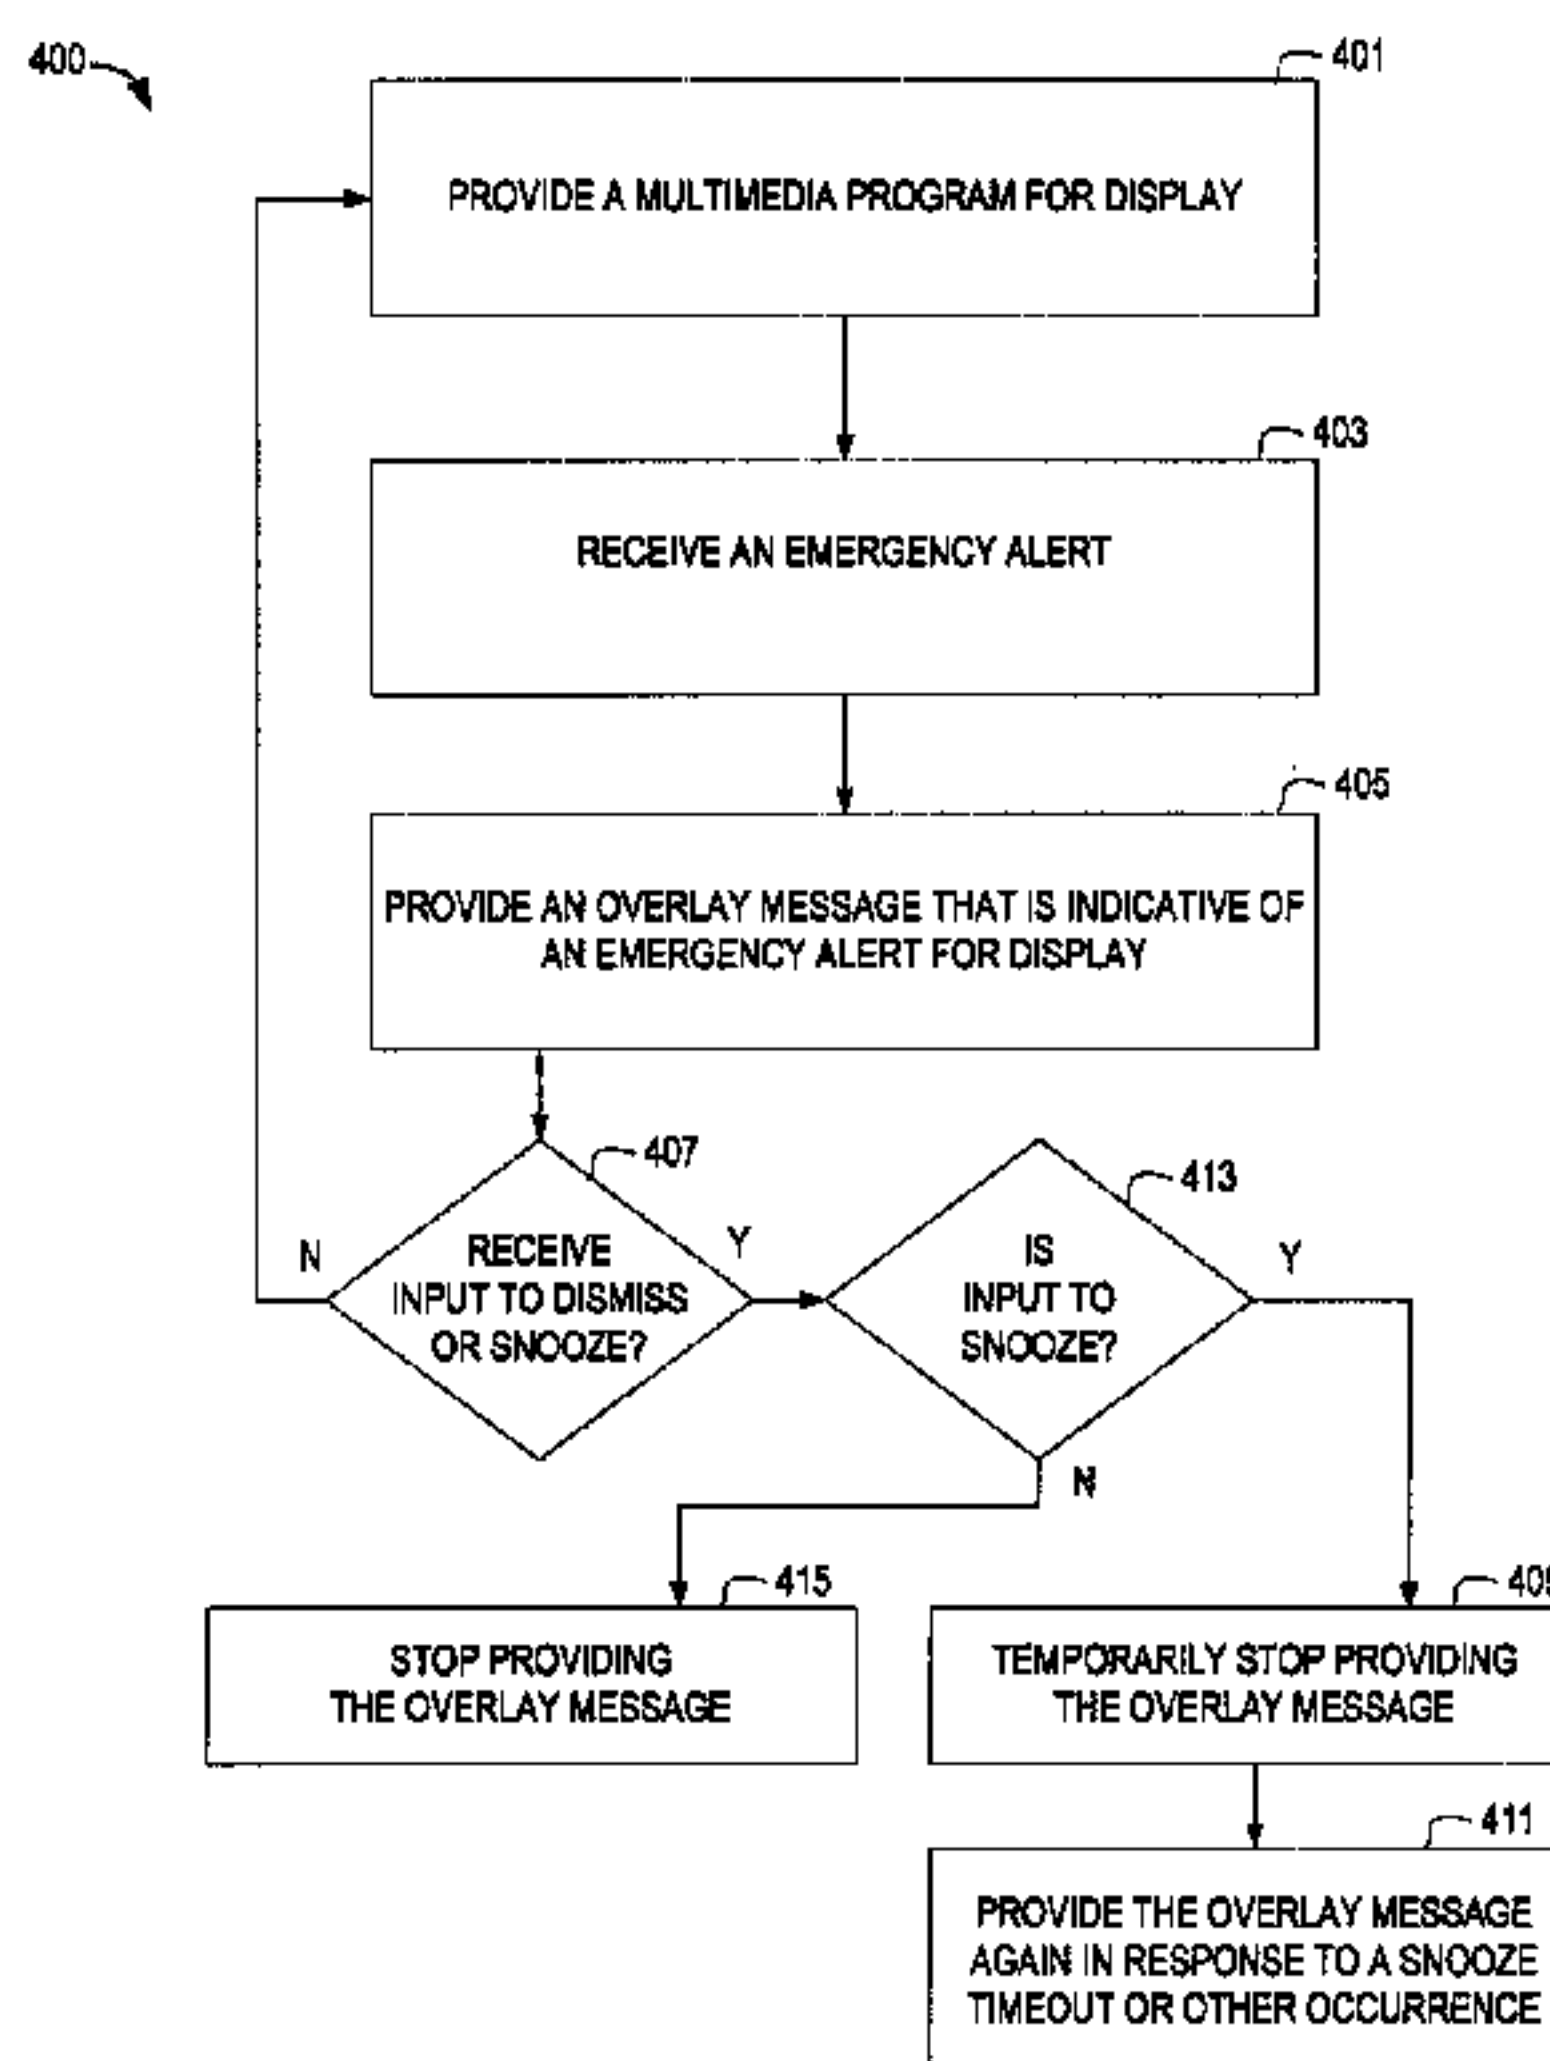 400
401
PROVIDE A MULTIMEDIA PROGRAM FOR DISPLAY
403
RECEIVE AN EMERGENCY ALERT
405
PROVIDE AN OVERLAY MESSAGE THAT IS INDICATIVE OF
AN EMERGENCY ALERT FOR DISPLAY
407
413
N
RECEIVE
INPUT TO DISMISS
OR SNOOZE?
Y
IS
INPUT TO
SNOOZE?
Y
N
415
STOP PROVIDING
THE OVERLAY MESSAGE
409
TEMPORARILY STOP PROVIDING
THE OVERLAY MESSAGE
411
PROVIDE THE OVERLAY MESSAGE
AGAIN IN RESPONSE TO A SNOOZE
TIMEOUT OR OTHER OCCURRENCE